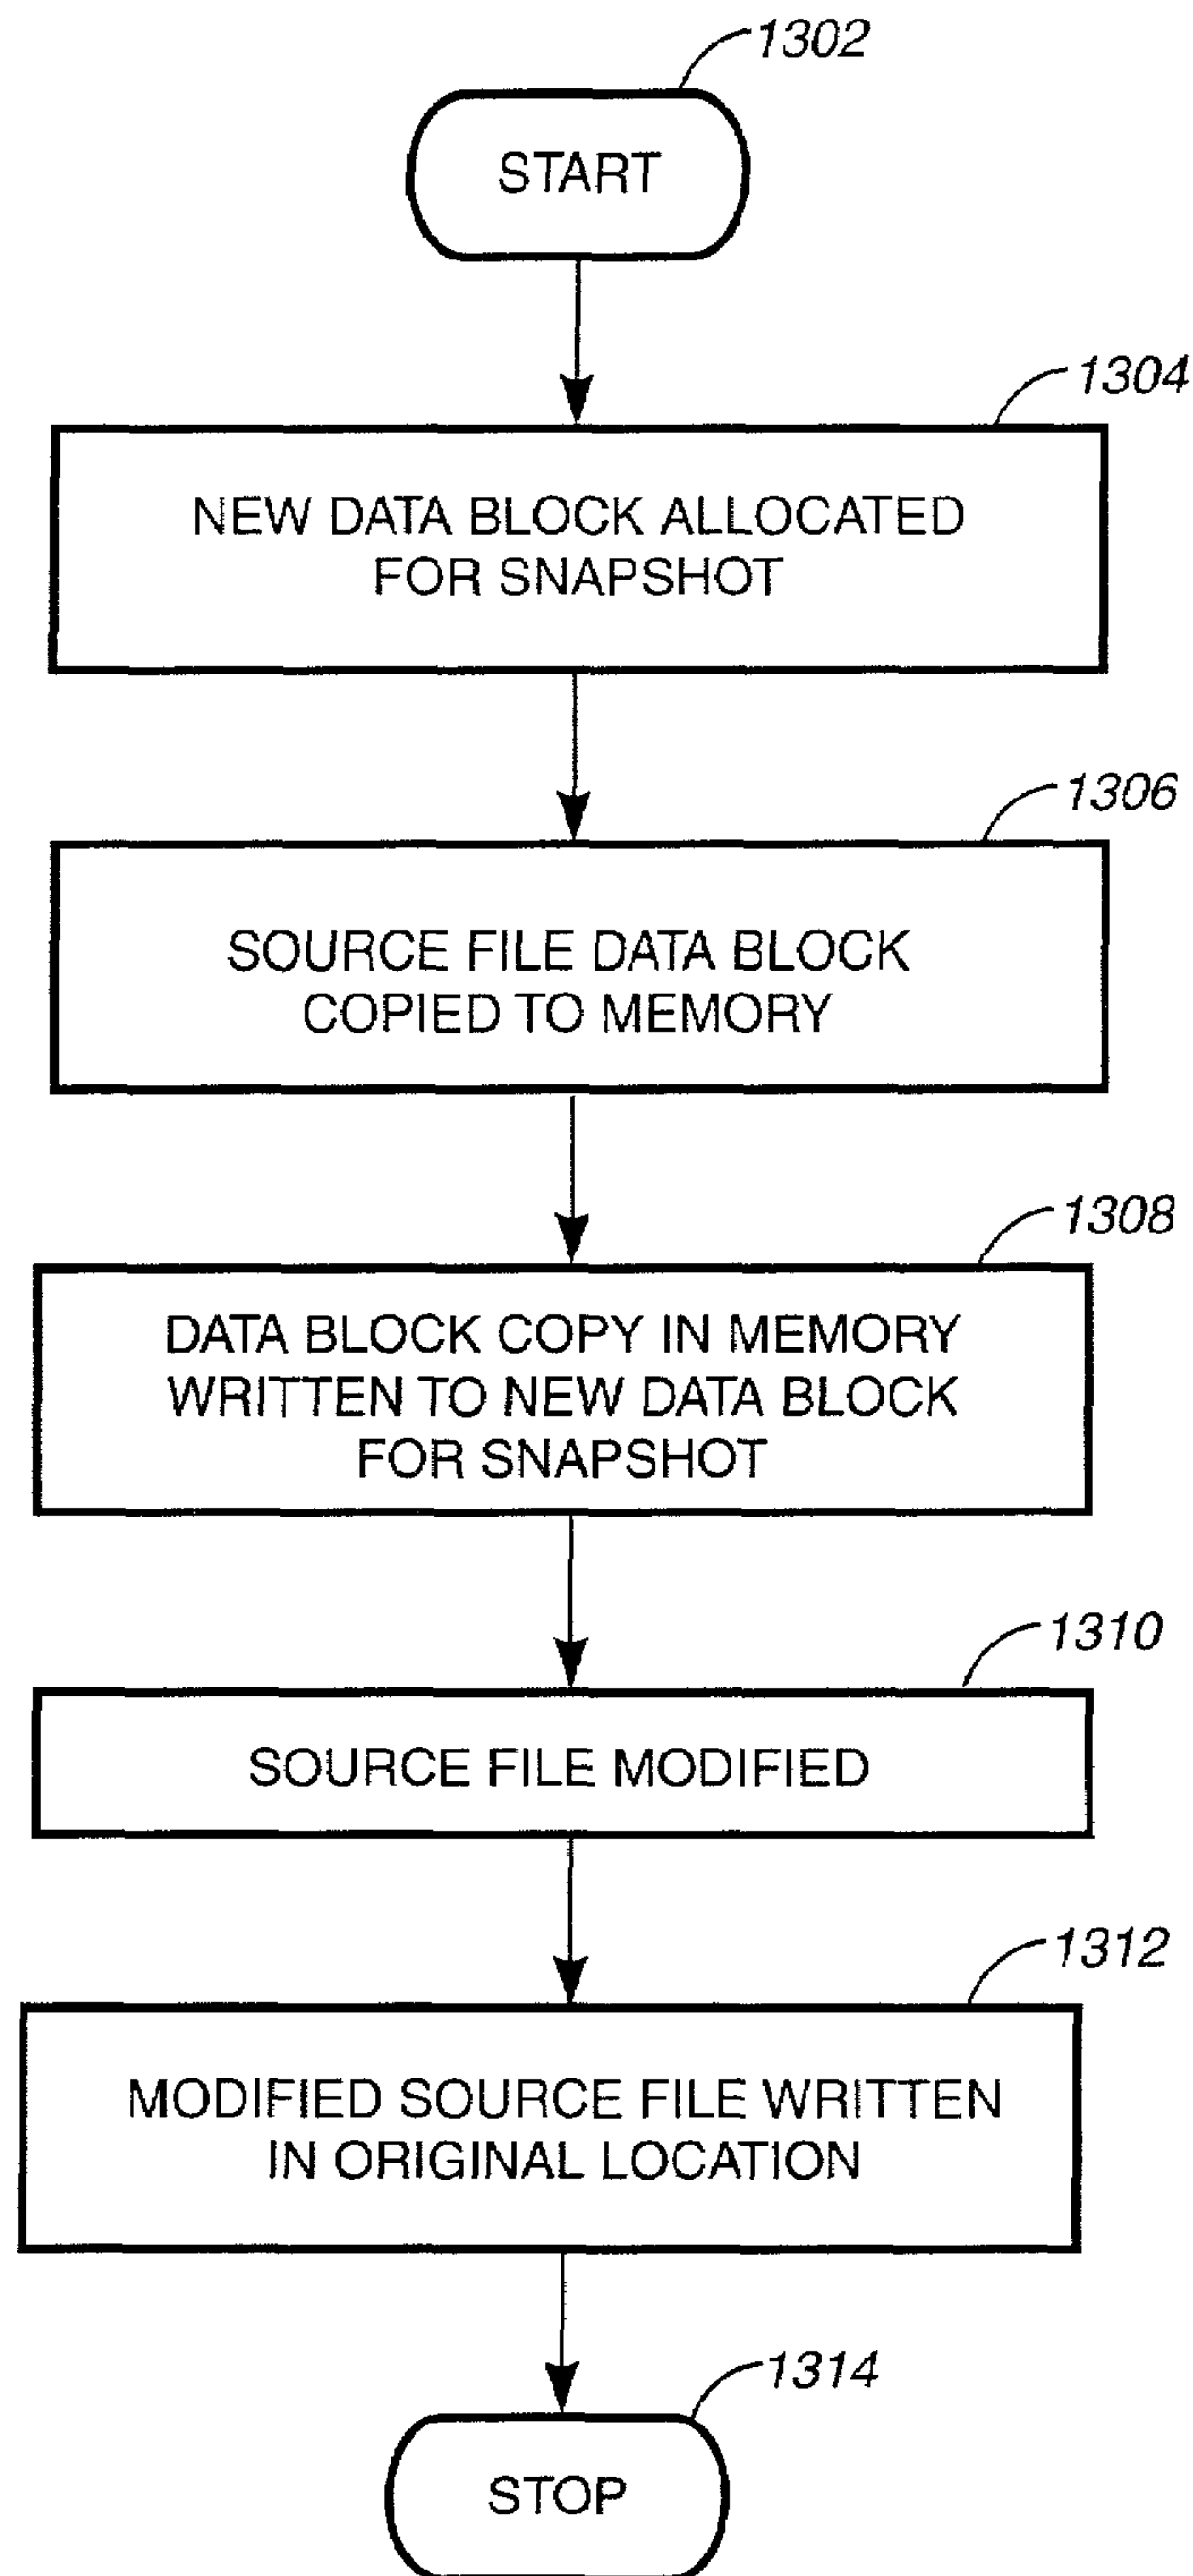 1302
START
1304
NEW DATA BLOCK ALLOCATED
FOR SNAPSHOT
1306
SOURCE FILE DATA BLOCK
COPIED TO MEMORY
1308
DATA BLOCK COPY IN MEMORY
WRITTEN TO NEW DATA BLOCK
FOR SNAPSHOT
1310
SOURCE FILE MODIFIED
1312
MODIFIED SOURCE FILE WRITTEN
IN ORIGINAL LOCATION
1314
STOP